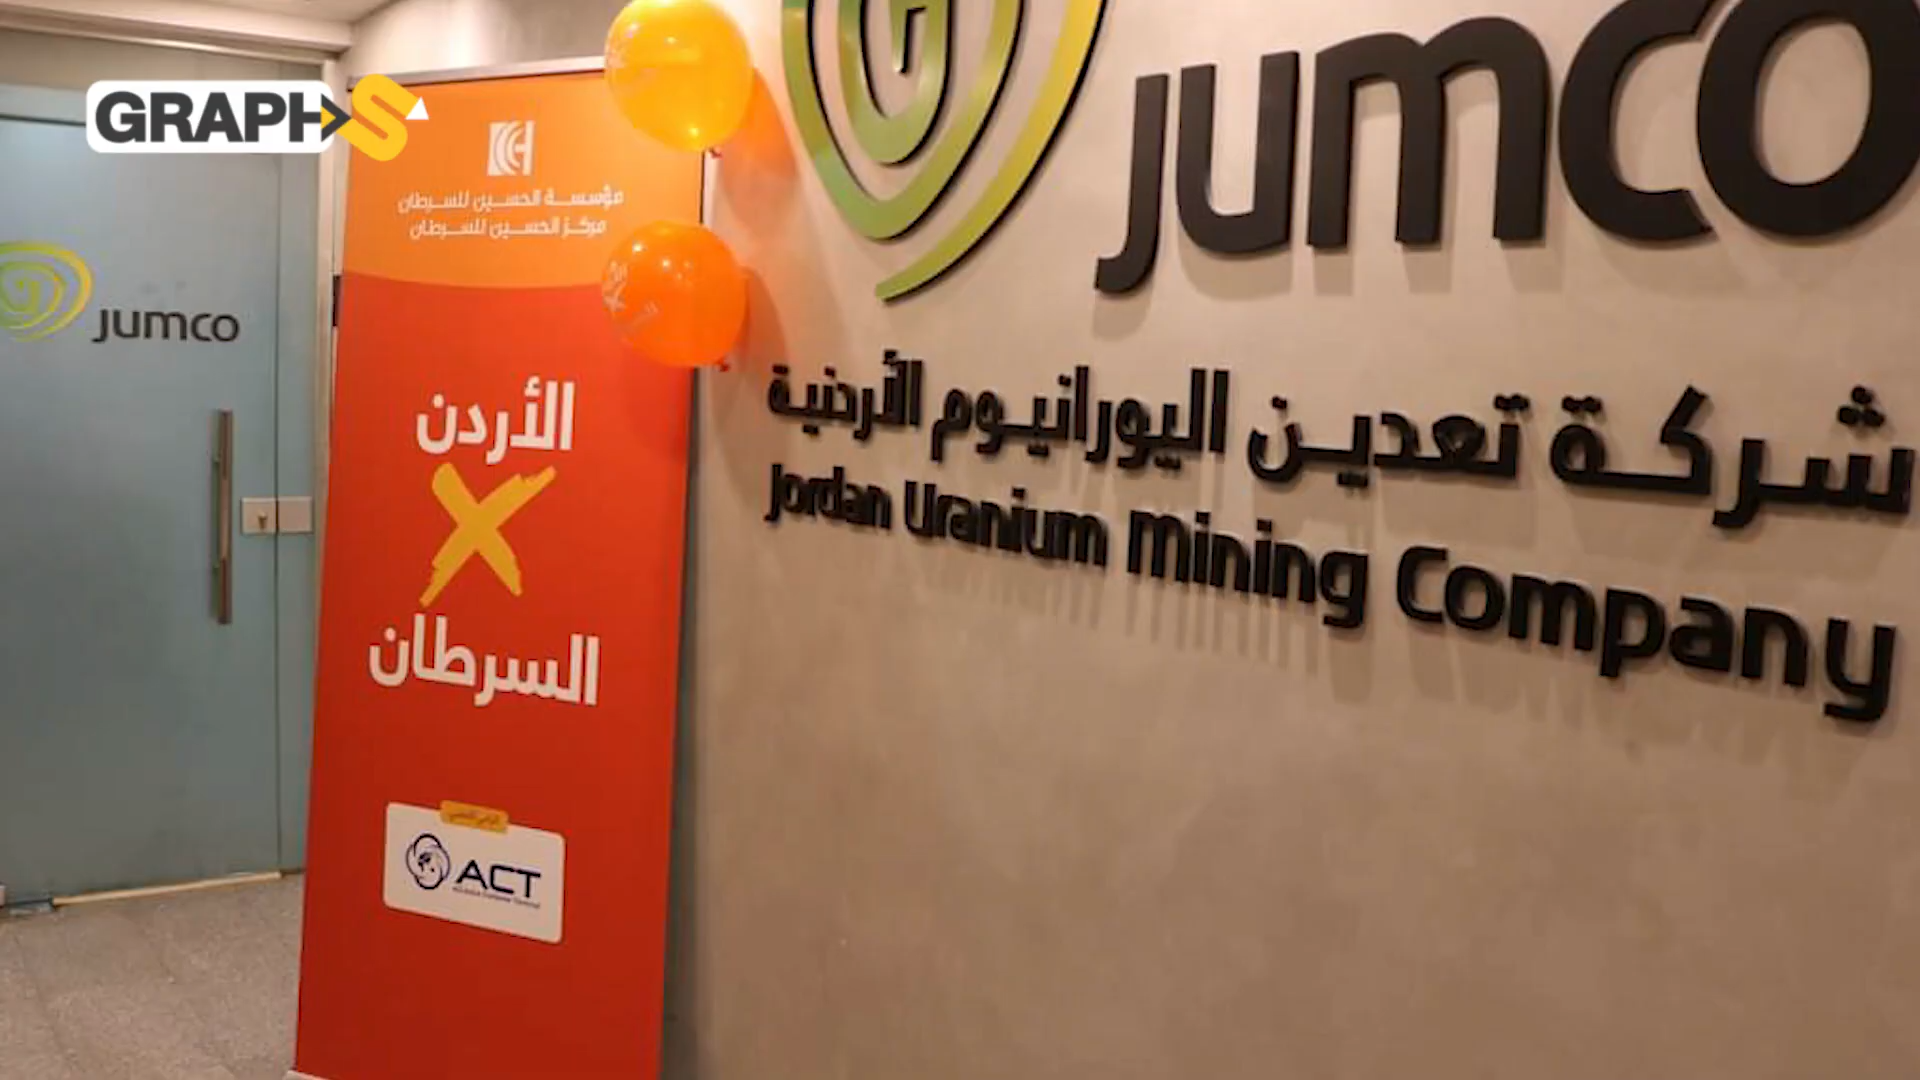 GRAPHS
مؤسسة الحسين للسرطان
مركز الحسين للسرطان
الأردن
X
السرطان
ACT
jumco
jumco
شركة تعدين اليورانيوم الأردنية
Jordan Uranium Mining Company